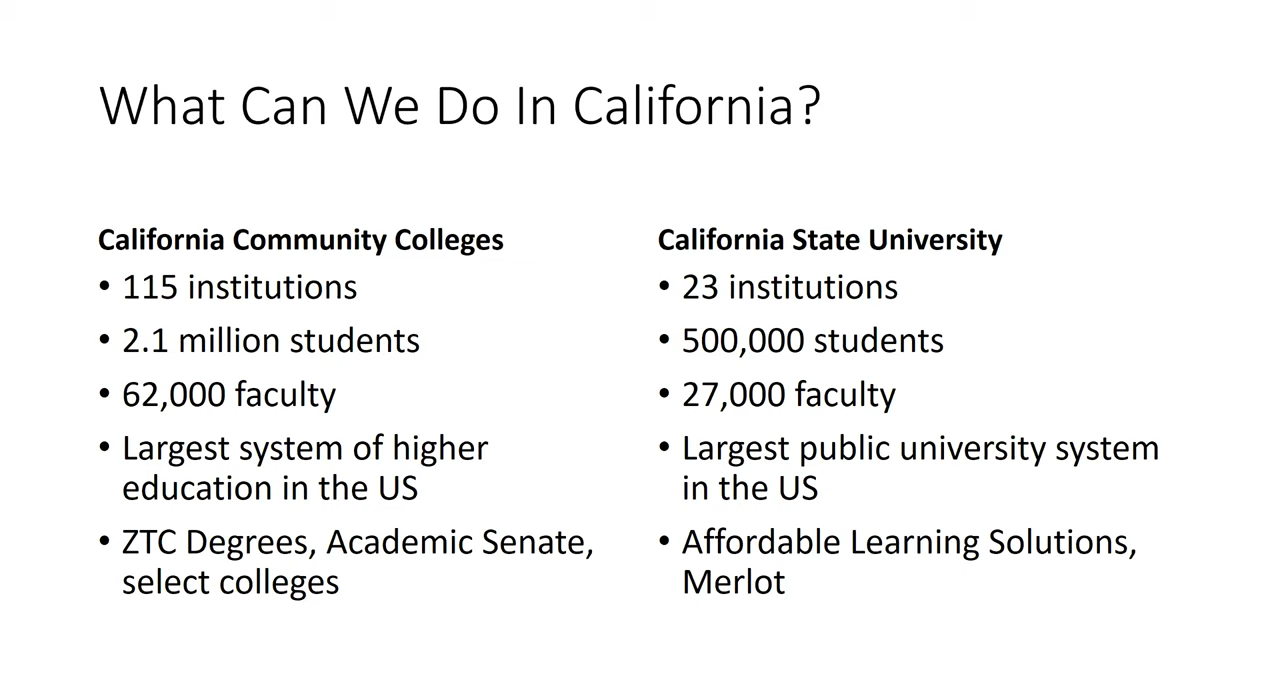 What Can We Do In California?
California Community Colleges
• 115 institutions
• 2.1 million students
• 62,000 faculty
• Largest system of higher
education in the US
• ZTC Degrees, Academic Senate,
select colleges
California State University
• 23 institutions
• 500,000 students
• 27,000 faculty
• Largest public university system
in the US
• Affordable Learning Solutions,
Merlot